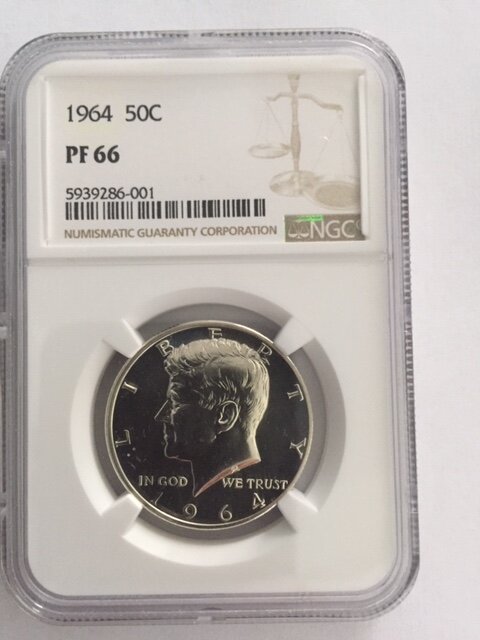 1964 50C
PF 66
5939286-001
NUMISMATIC GUARANTY CORPORATION
NGC
LIBERTY
IN GOD WE TRUST
1964